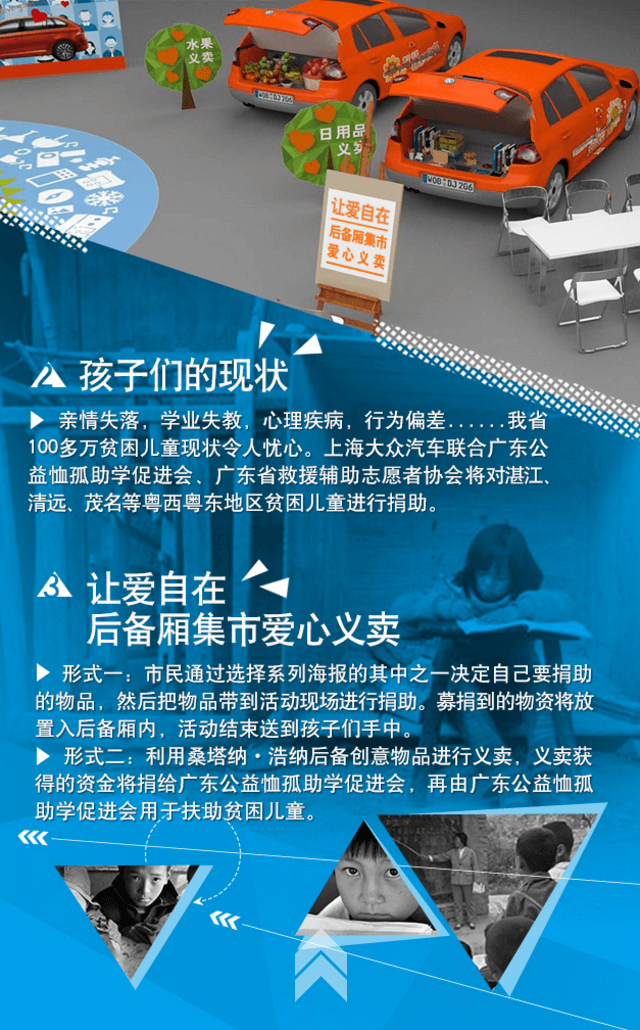 水果
义卖
日用品
义卖
WOB DJ 206
WOB DJ 206
让爱自在
后备厢集市
爱心义卖
2 孩子们的现状
▶ 亲情失落，学业失教，心理疾病，行为偏差......我省
100多万贫困儿童现状令人忧心。上海大众汽车联合广东公
益恤孤助学促进会、广东省救援辅助志愿者协会将对湛江、
清远、茂名等粤西粤东地区贫困儿童进行捐助。
3 让爱自在
后备厢集市爱心义卖
▶ 形式一：市民通过选择系列海报的其中之一决定自己要捐助
的物品，然后把物品带到活动现场进行捐助。募捐到的物资将放
置入后备厢内，活动结束送到孩子们手中。
▶ 形式二：利用桑塔纳·浩纳后备创意物品进行义卖，义卖获
得的资金将捐给广东公益恤孤助学促进会，再由广东公益恤孤
助学促进会用于扶助贫困儿童。